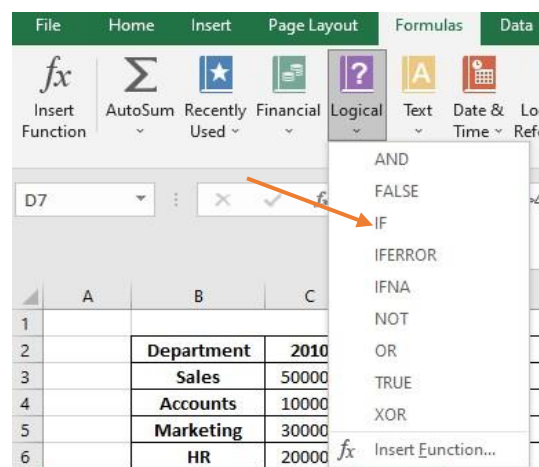 File Home Insert Page Layout Formulas Data
fx Σ ? A
Insert Function AutoSum Recently Used Financial Logical Text Date & Time
AND
FALSE
D7
IF
IFERROR
IFNA
NOT
OR
TRUE
XOR
fx Insert Function...
A B C
1
2 Department 2010
3 Sales 50000
4 Accounts 10000
5 Marketing 30000
6 HR 20000